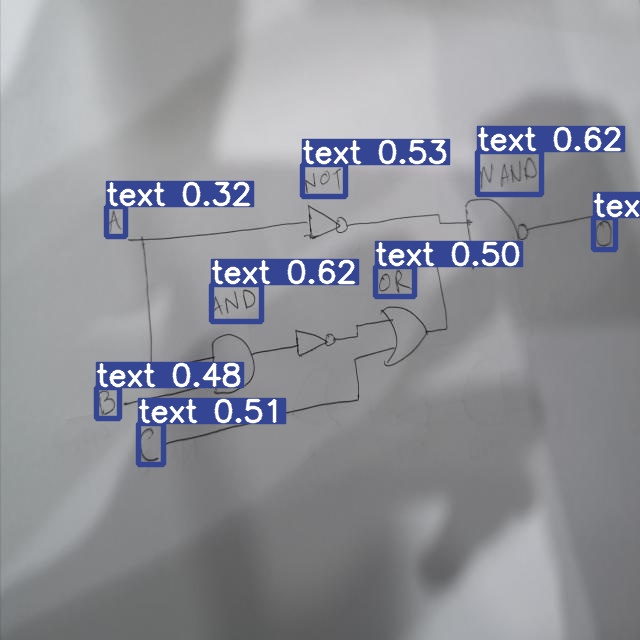 text 0.53
text 0.62
NOT
NAND
text 0.32
A
tex
O
text 0.62
text 0.50
AND
OR
text 0.48
B
text 0.51
C